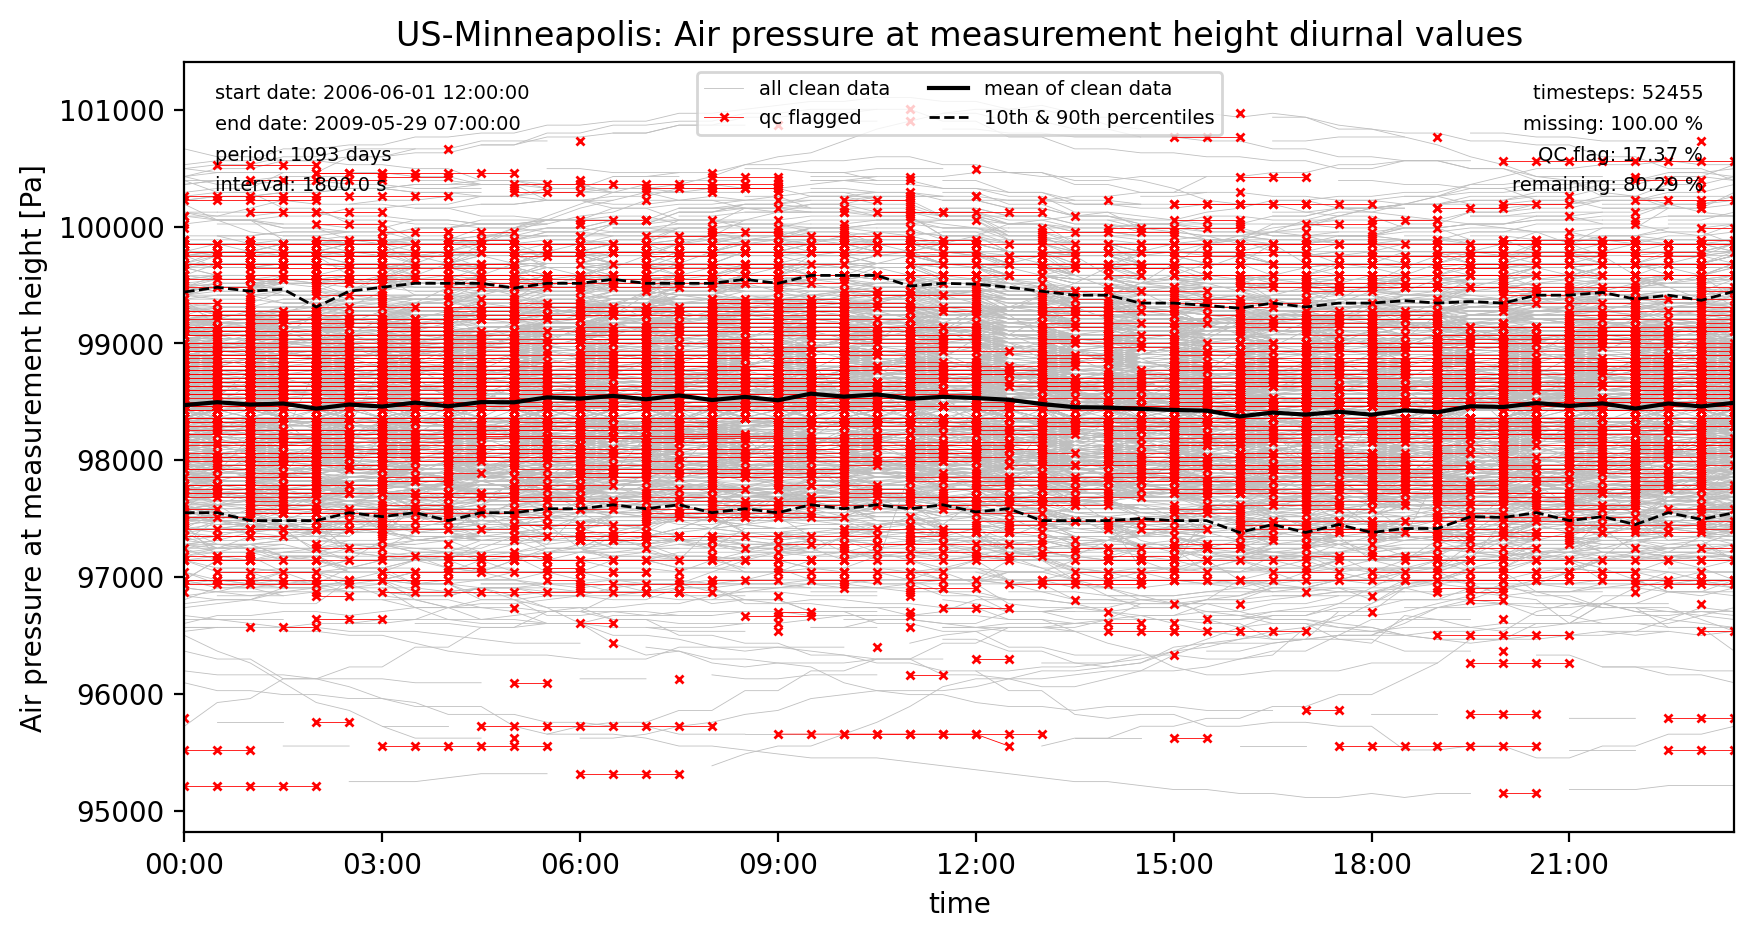 US-Minneapolis: Air pressure at measurement height diurnal values
start date: 2006-06-01 12:00:00
end date: 2009-05-29 07:00:00
period: 1093 days
interval: 1800.0 s
all clean data
qc flagged
mean of clean data
10th & 90th percentiles
timesteps: 52455
missing: 100.00 %
QC flag: 17.37 %
remaining: 80.29 %
Air pressure at measurement height [Pa]
101000
100000
99000
98000
97000
96000
95000
00:00
03:00
06:00
09:00
12:00
15:00
18:00
21:00
time